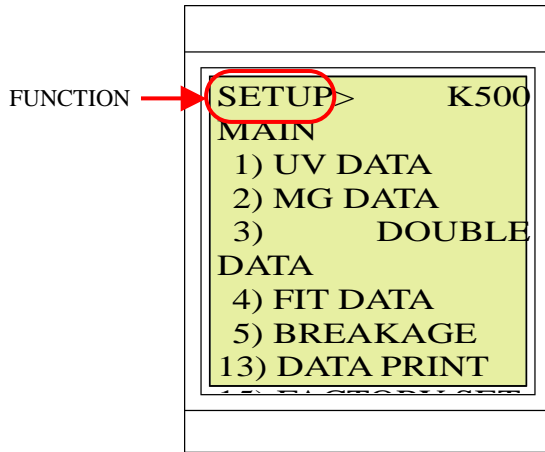 FUNCTION
SETUP> K500
MAIN
1) UV DATA
2) MG DATA
3) DOUBLE
DATA
4) FIT DATA
5) BREAKAGE
13) DATA PRINT